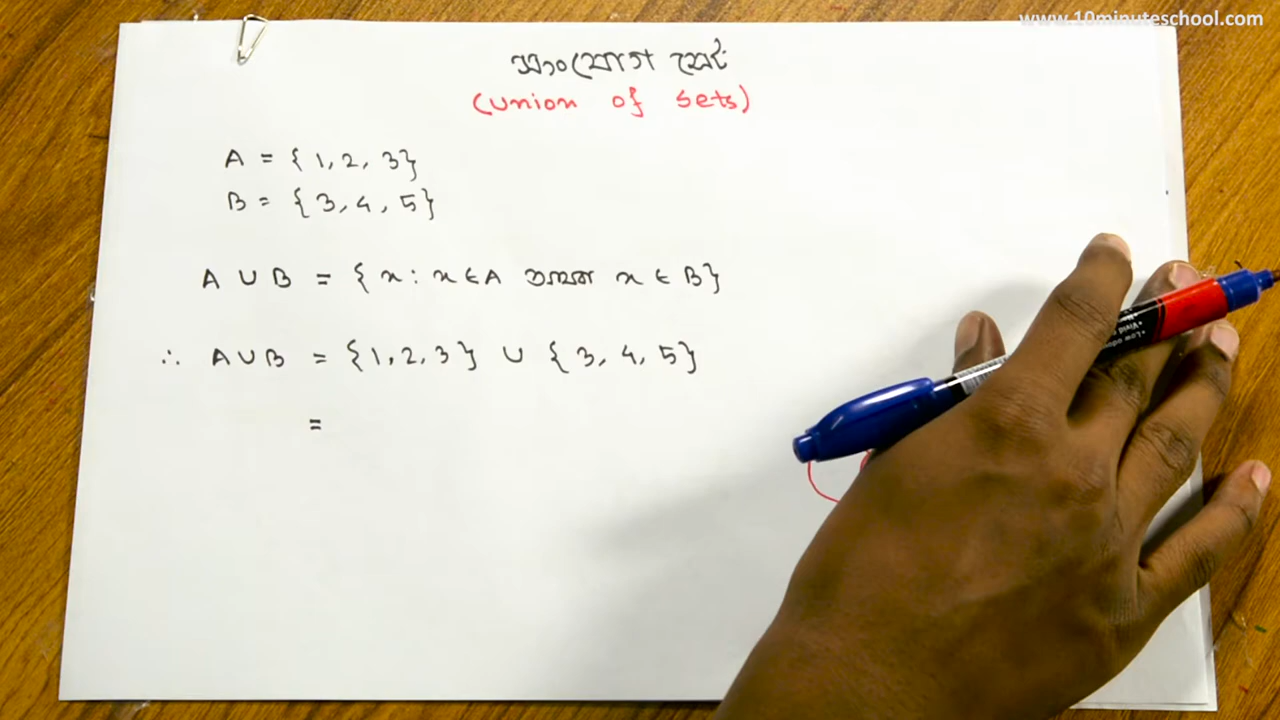 www.10minuteschool.com
সংযোগ সেট
(Union of sets)
A = { 1, 2, 3}
B = {3, 4, 5}
A ∪ B = { x : x ∈ A অথবা x ∈ B}
∴ A ∪ B = {1, 2, 3} ∪ {3, 4, 5}
=